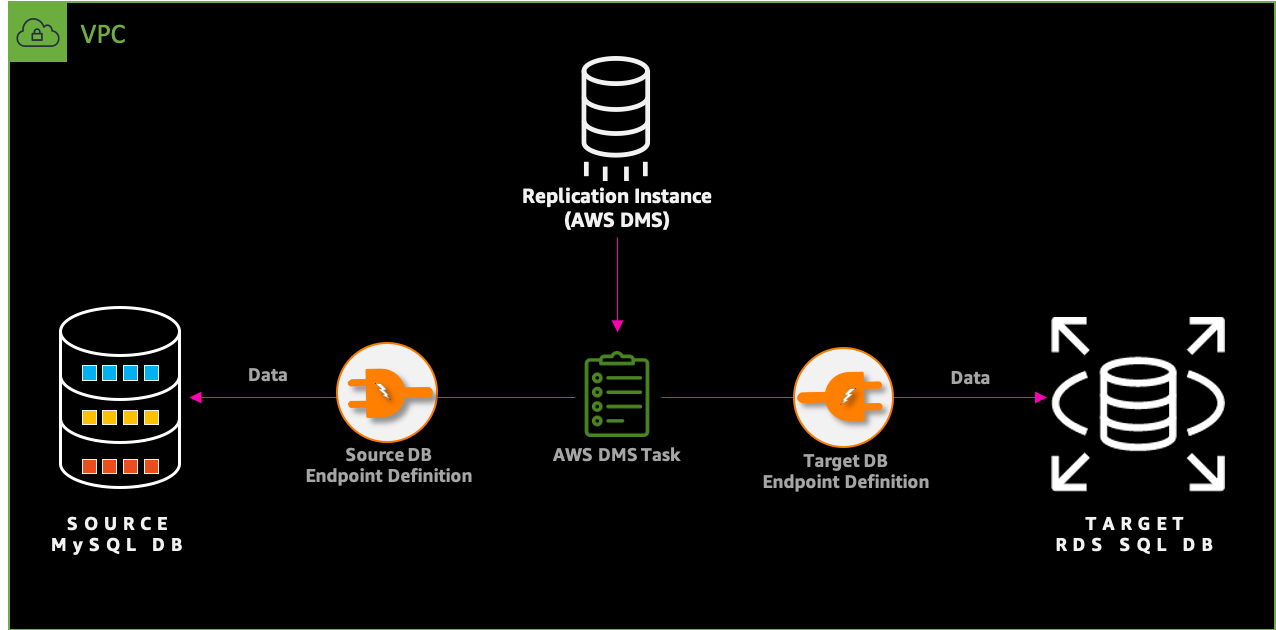 VPC
Replication Instance
(AWS DMS)
Data
Data
Source DB
Endpoint Definition
AWS DMS Task
Target DB
Endpoint Definition
SOURCE
MySQL DB
TARGET
RDS SQL DB